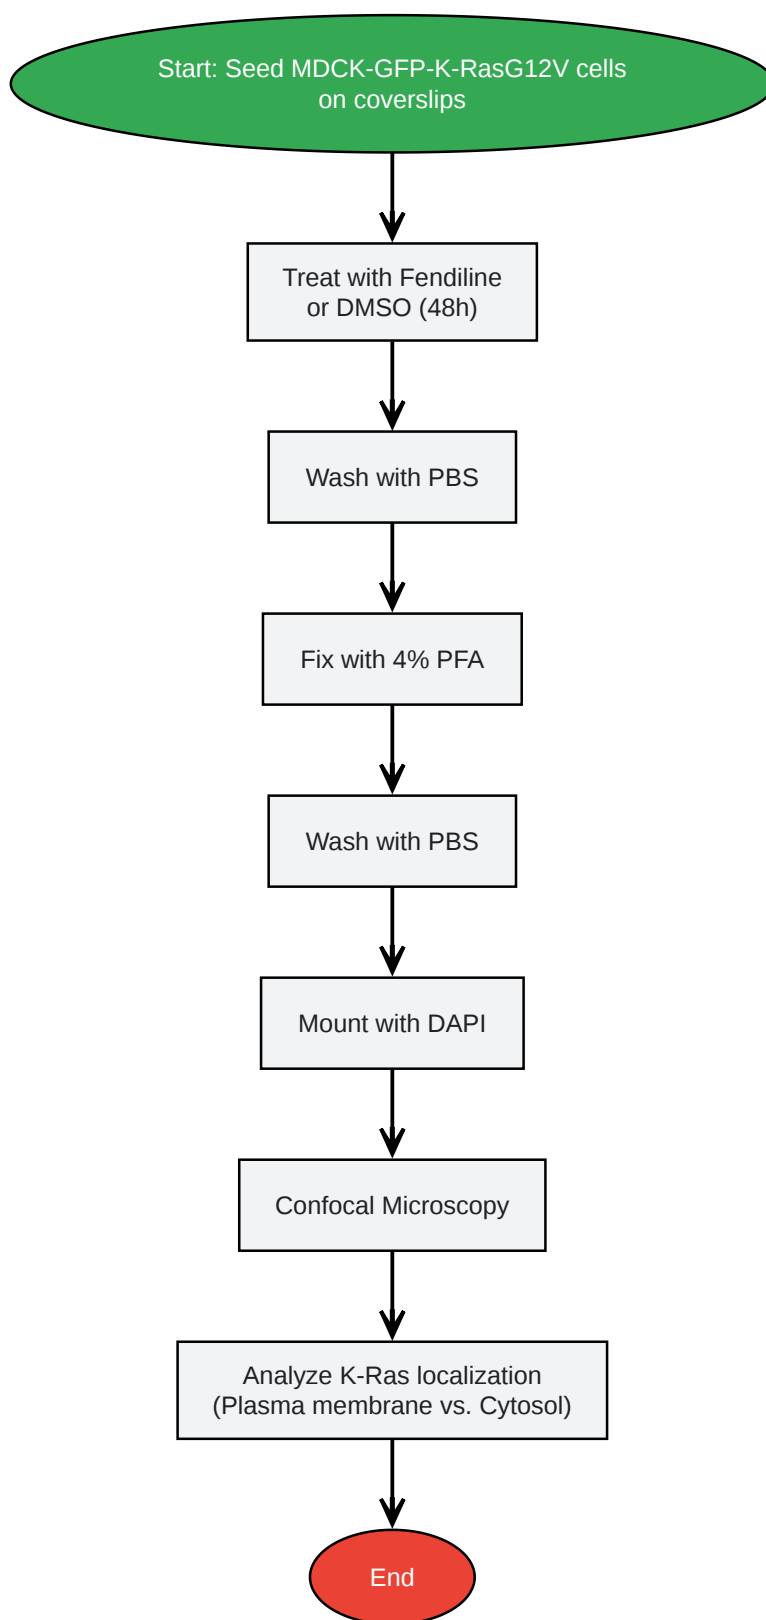 Start: Seed MDCK-GFP-K-RasG12V cells
on coverslips
Treat with Fendiline
or DMSO (48h)
Wash with PBS
Fix with 4% PFA
Wash with PBS
Mount with DAPI
Confocal Microscopy
Analyze K-Ras localization
(Plasma membrane vs. Cytosol)
End